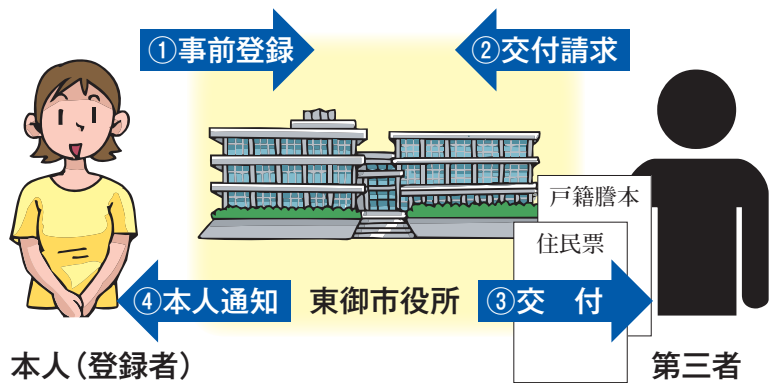 ①事前登録
②交付請求
戸籍謄本
住民票
④本人通知
東御市役所
③交　付
本人（登録者）
第三者